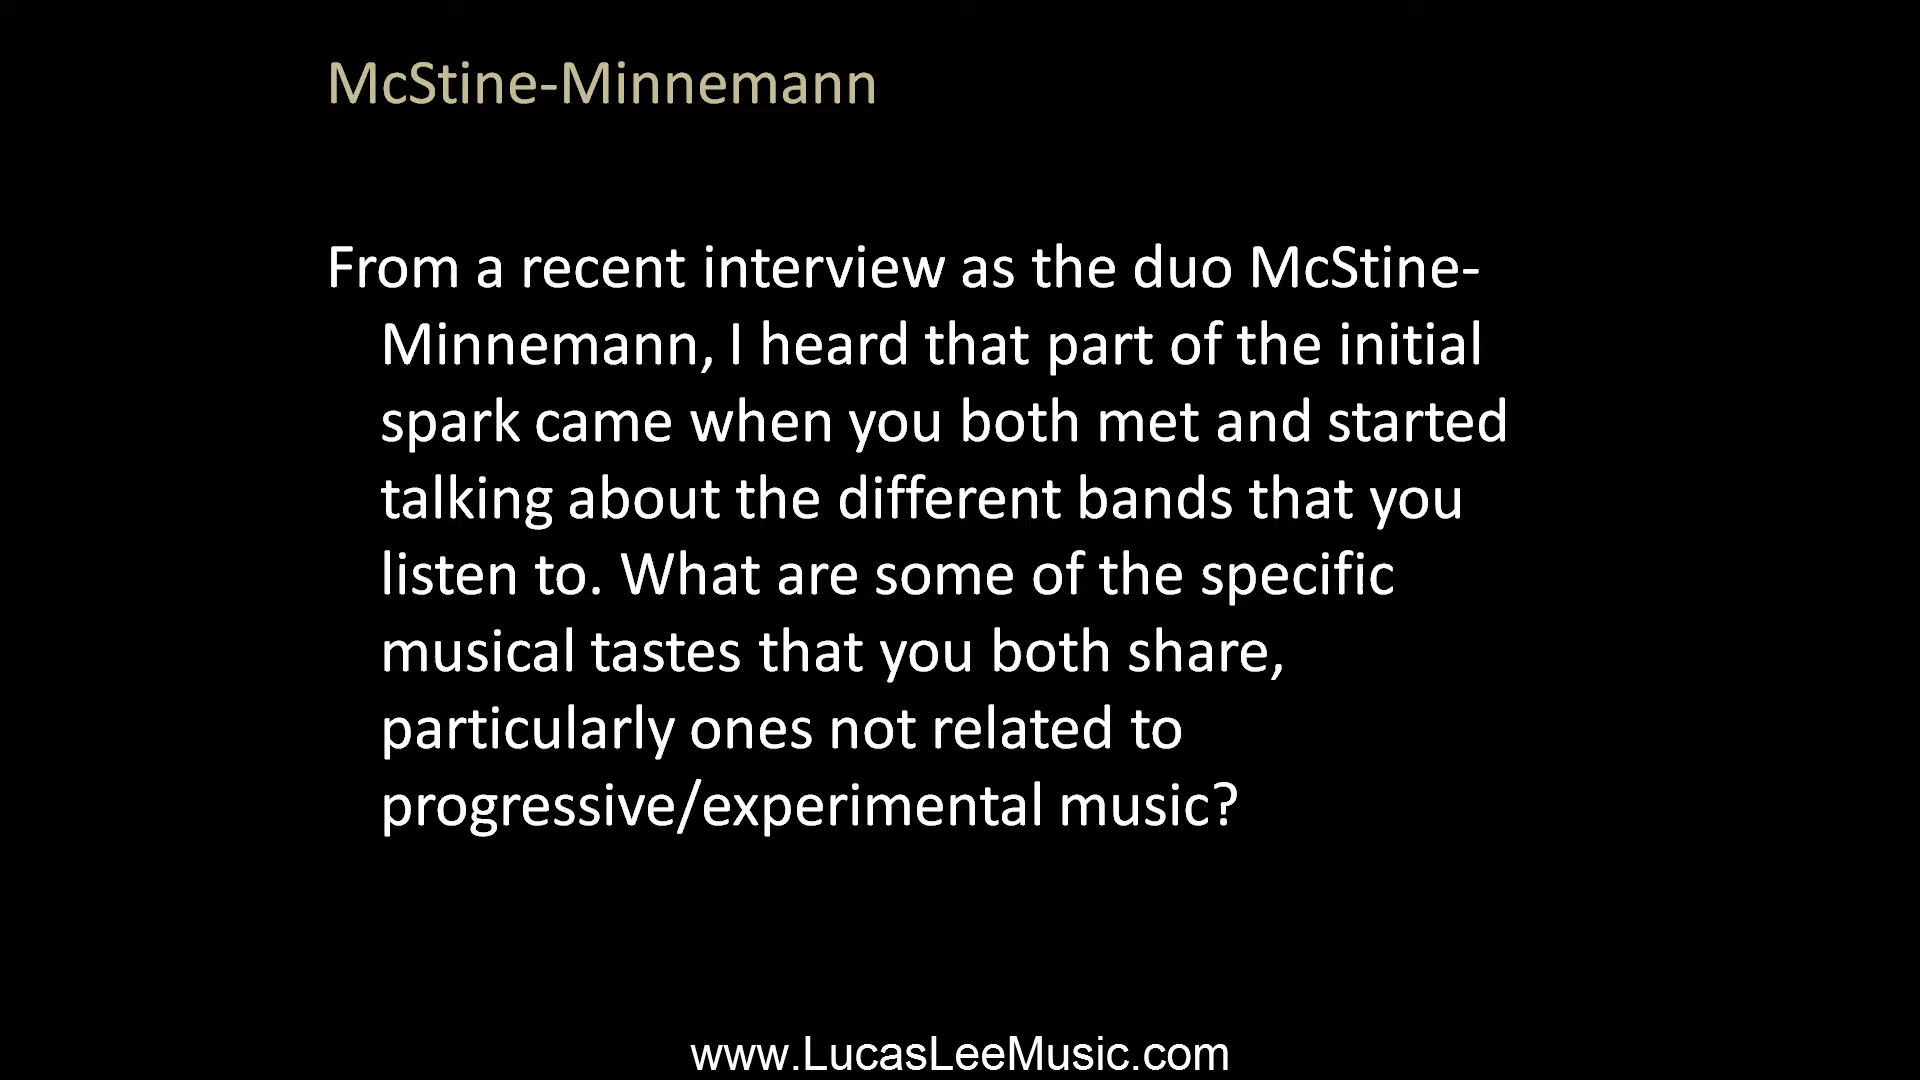 McStine-Minnemann
From a recent interview as the duo McStine-
Minnemann, I heard that part of the initial
spark came when you both met and started
talking about the different bands that you
listen to. What are some of the specific
musical tastes that you both share,
particularly ones not related to
progressive/experimental music?
www.LucasLeeMusic.com